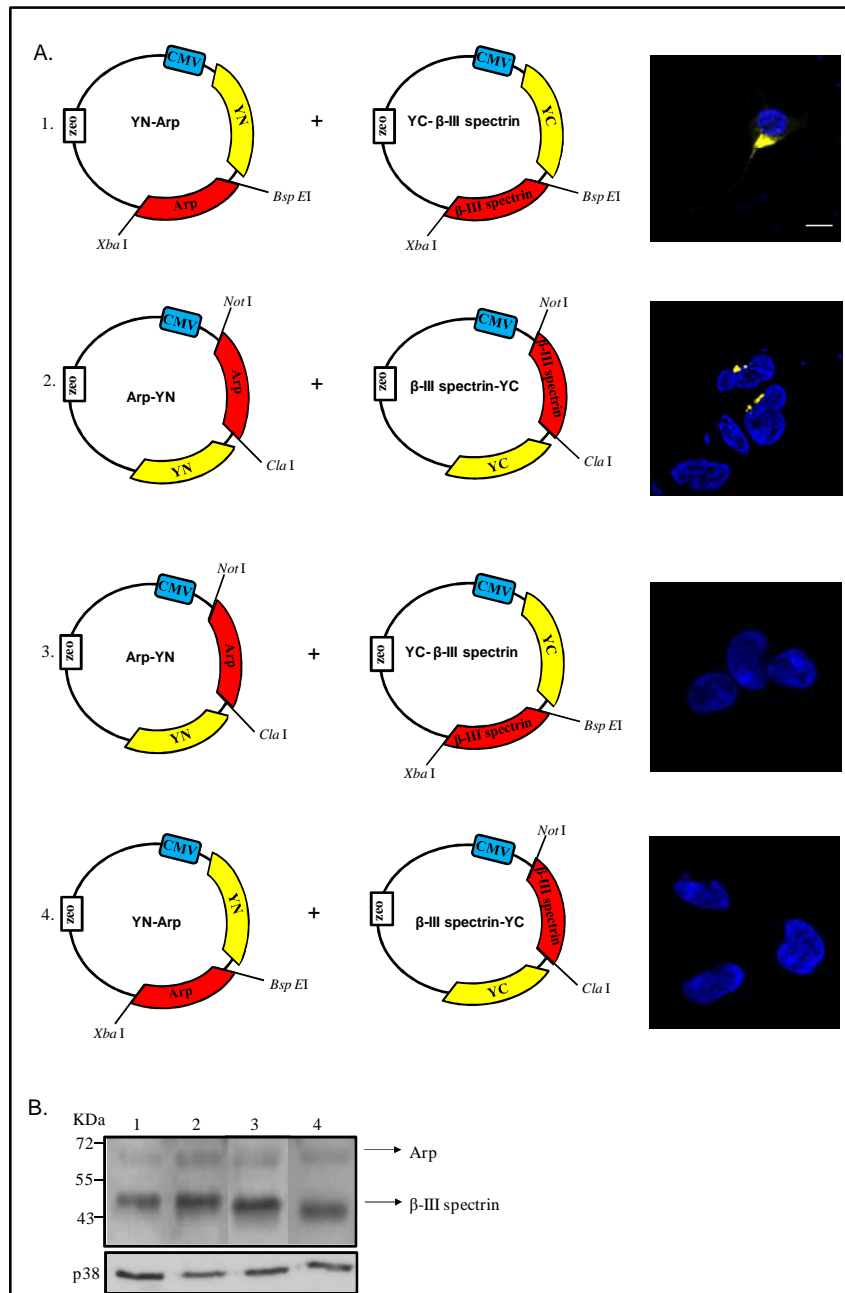 A.
1.
CMV
YN
zeo
YN-Arp
Arp
Bsp EI
Xba I
+
CMV
YC
zeo
YC- β-III spectrin
β-III spectrin
Bsp EI
Xba I
2.
CMV
Not I
Arp
zeo
Arp-YN
YN
Cla I
+
CMV
Not I
β-III spectrin
zeo
β-III spectrin-YC
YC
Cla I
3.
CMV
Not I
Arp
zeo
Arp-YN
YN
Cla I
+
CMV
YC
zeo
YC- β-III spectrin
β-III spectrin
Bsp EI
Xba I
4.
CMV
YN
zeo
YN-Arp
Arp
Bsp EI
Xba I
+
CMV
Not I
β-III spectrin
zeo
β-III spectrin-YC
YC
Cla I
B.
KDa 1 2 3 4
72
Arp
55
β-III spectrin
43
p38